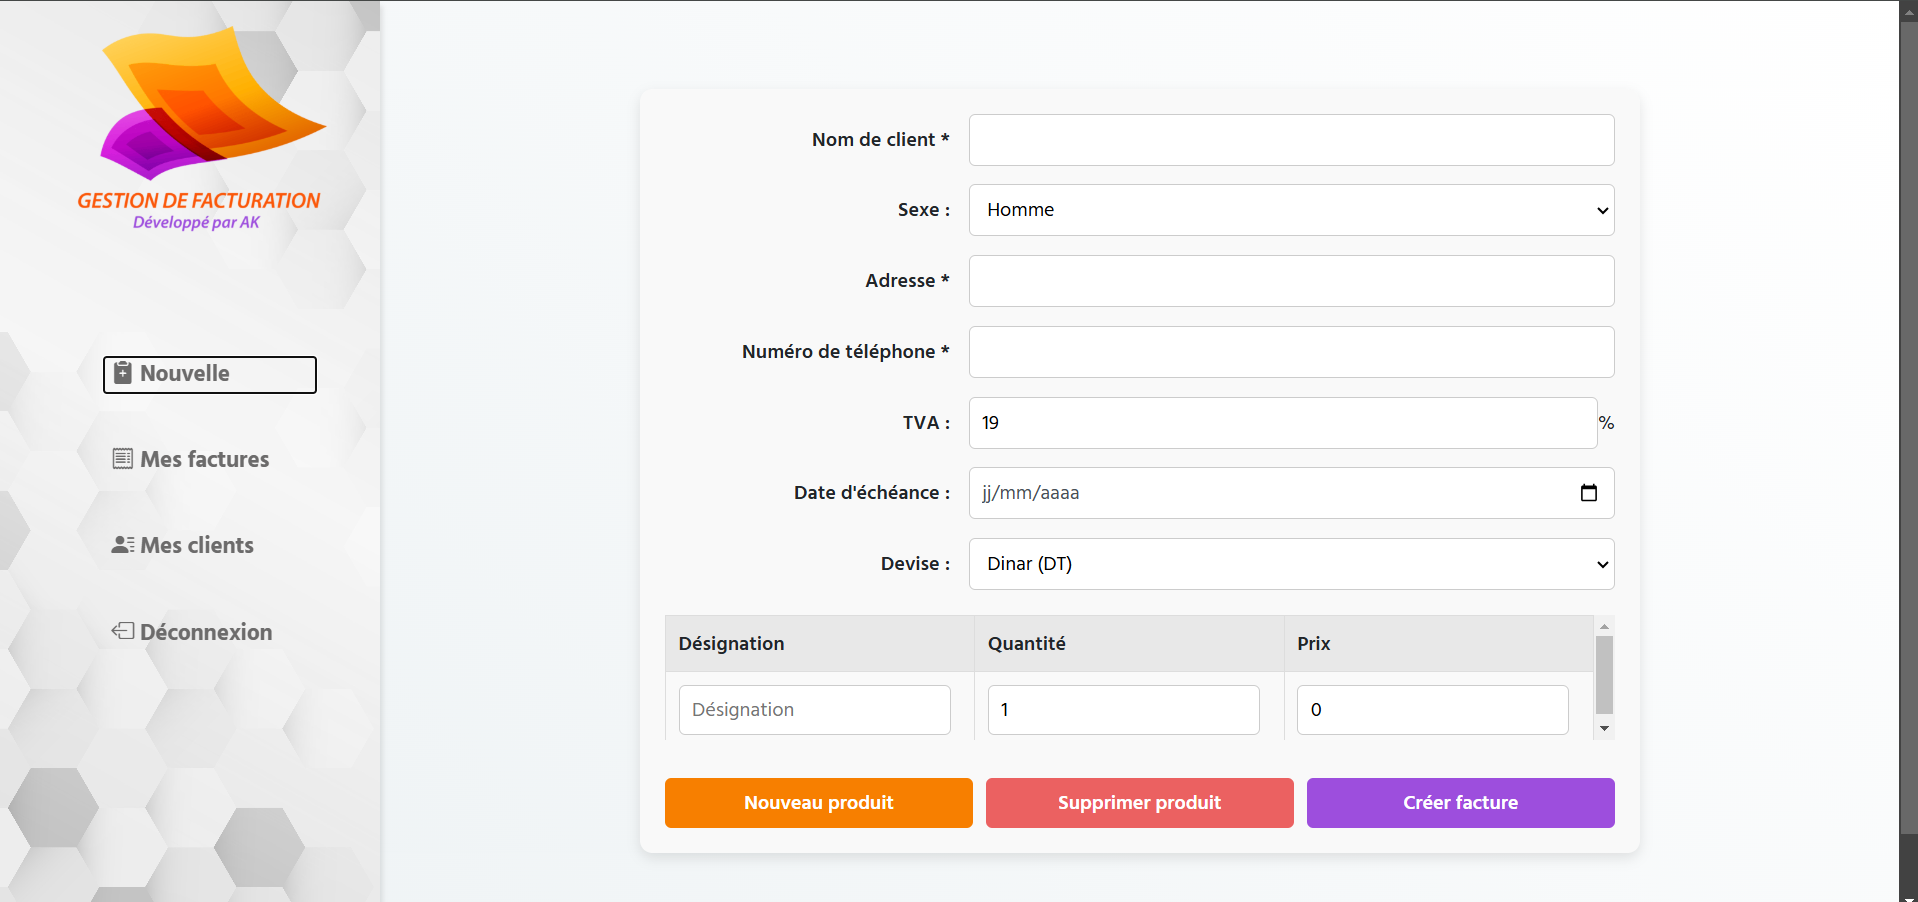 GESTION DE FACTURATION
Développé par AK
Nouvelle
Mes factures
Mes clients
Déconnexion
Nom de client *
Sexe : Homme
Adresse *
Numéro de téléphone *
TVA : 19 %
Date d'échéance : jj/mm/aaaa
Devise : Dinar (DT)
Désignation Quantité Prix
Désignation 1 0
Nouveau produit Supprimer produit Créer facture